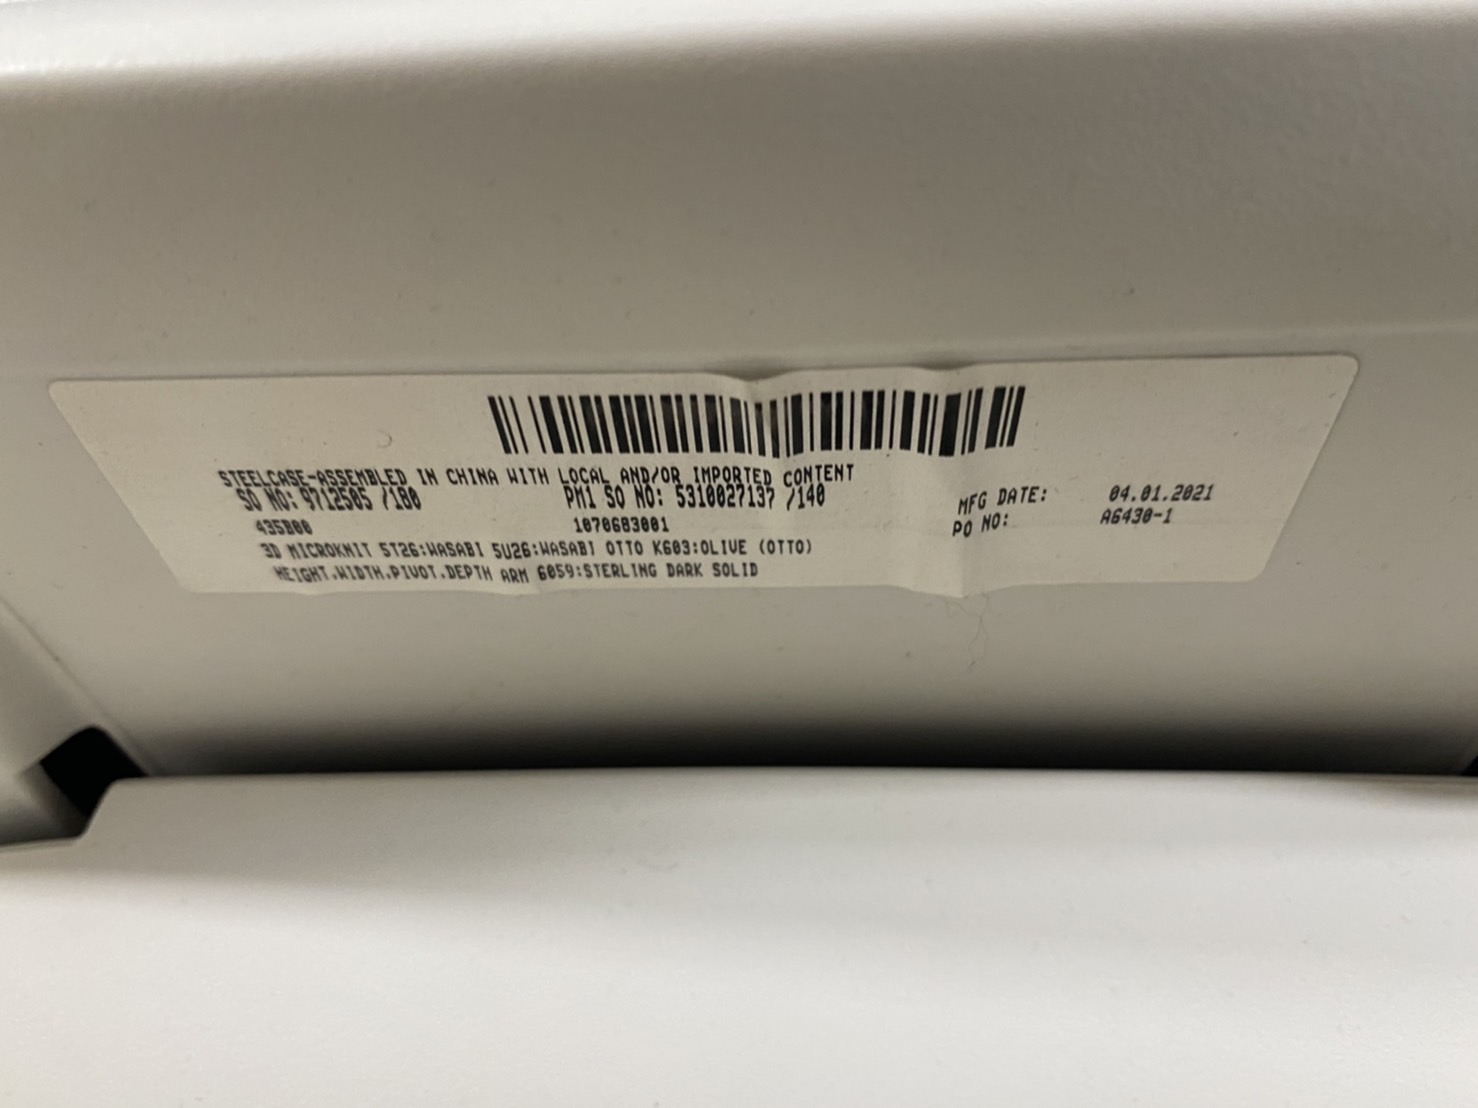 STEELCASE-ASSEMBLED IN CHINA WITH LOCAL AND/OR IMPORTED CONTENT
SO NO: 9712505 /180 PM1 SO NO: 5310027137 /140 MFG DATE: 04.01.2021
435B00 1070683001 PO NO: A6430-1
3D MICROKNIT 5T26:WASABI 5U26:WASABI OTTO K603:OLIVE (OTTO)
HEIGHT.WIDTH.PIVOT.DEPTH ARM 6059:STERLING DARK SOLID